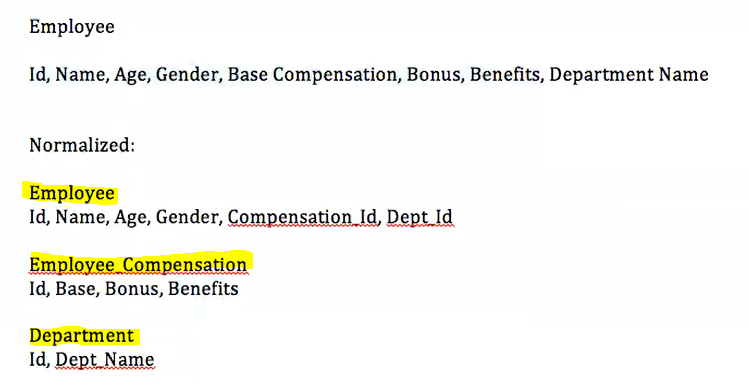 Employee
Id, Name, Age, Gender, Base Compensation, Bonus, Benefits, Department Name
Normalized:
Employee
Id, Name, Age, Gender, Compensation_Id, Dept_Id
Employee_Compensation
Id, Base, Bonus, Benefits
Department
Id, Dept_Name